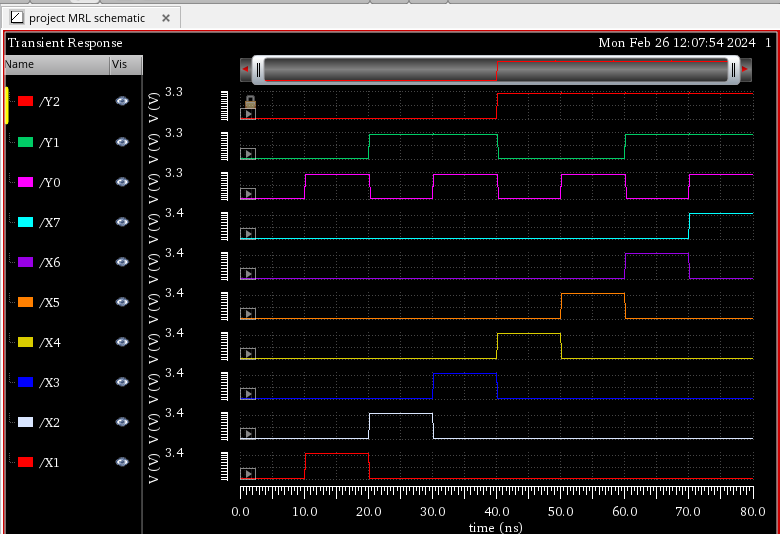 project MRL schematic ×
Transient Response Mon Feb 26 12:07:54 2024 1
Name Vis
/Y2 V (V) 3.3
/Y1 V (V) 3.3
/Y0 V (V) 3.3
/X7 V (V) 3.4
/X6 V (V) 3.4
/X5 V (V) 3.4
/X4 V (V) 3.4
/X3 V (V) 3.4
/X2 V (V) 3.4
/X1 V (V) 3.4
0.0 10.0 20.0 30.0 40.0 50.0 60.0 70.0 80.0
time (ns)